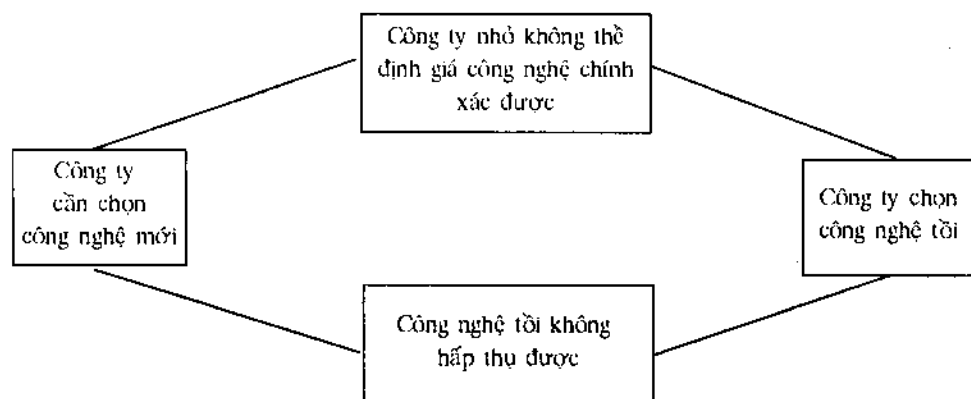 Công ty nhỏ không thể
định giá công nghệ chính
xác được
Công ty
cần chọn
công nghệ mới
Công ty chọn
công nghệ tồi
Công nghệ tồi không
hấp thụ được